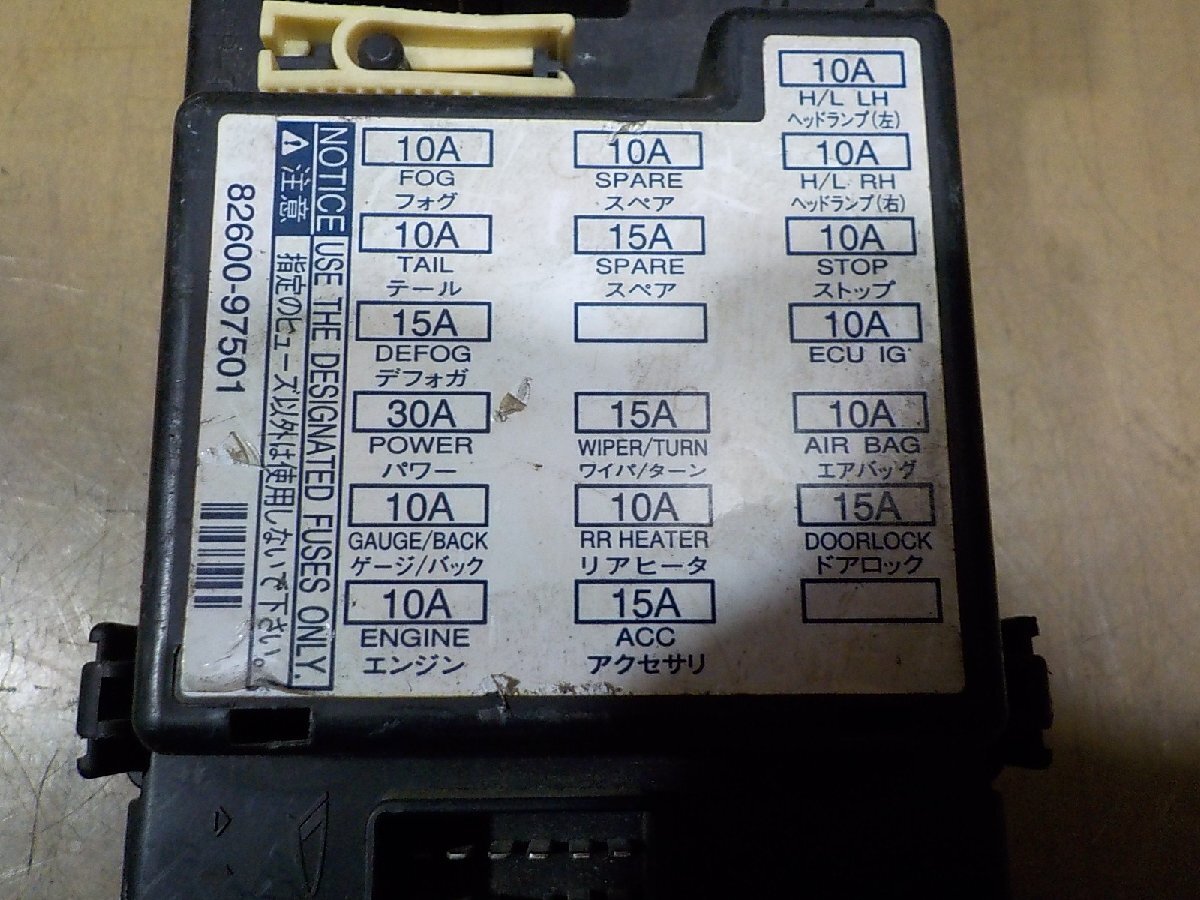 82600-97501
注意 指定のヒューズ以外は使用しないで下さい。
NOTICE USE THE DESIGNATED FUSES ONLY.
10A
FOG
フォグ
10A
TAIL
テール
15A
DEFOG
デフォガ
30A
POWER
パワー
10A
GAUGE/BACK
ゲージ/バック
10A
ENGINE
エンジン
10A
SPARE
スペア
15A
SPARE
スペア
15A
WIPER/TURN
ワイパ/ターン
10A
RR HEATER
リアヒータ
15A
ACC
アクセサリ
10A
H/L LH
ヘッドランプ(左)
10A
H/L RH
ヘッドランプ(右)
10A
STOP
ストップ
10A
ECU IG
10A
AIR BAG
エアバッグ
15A
DOORLOCK
ドアロック